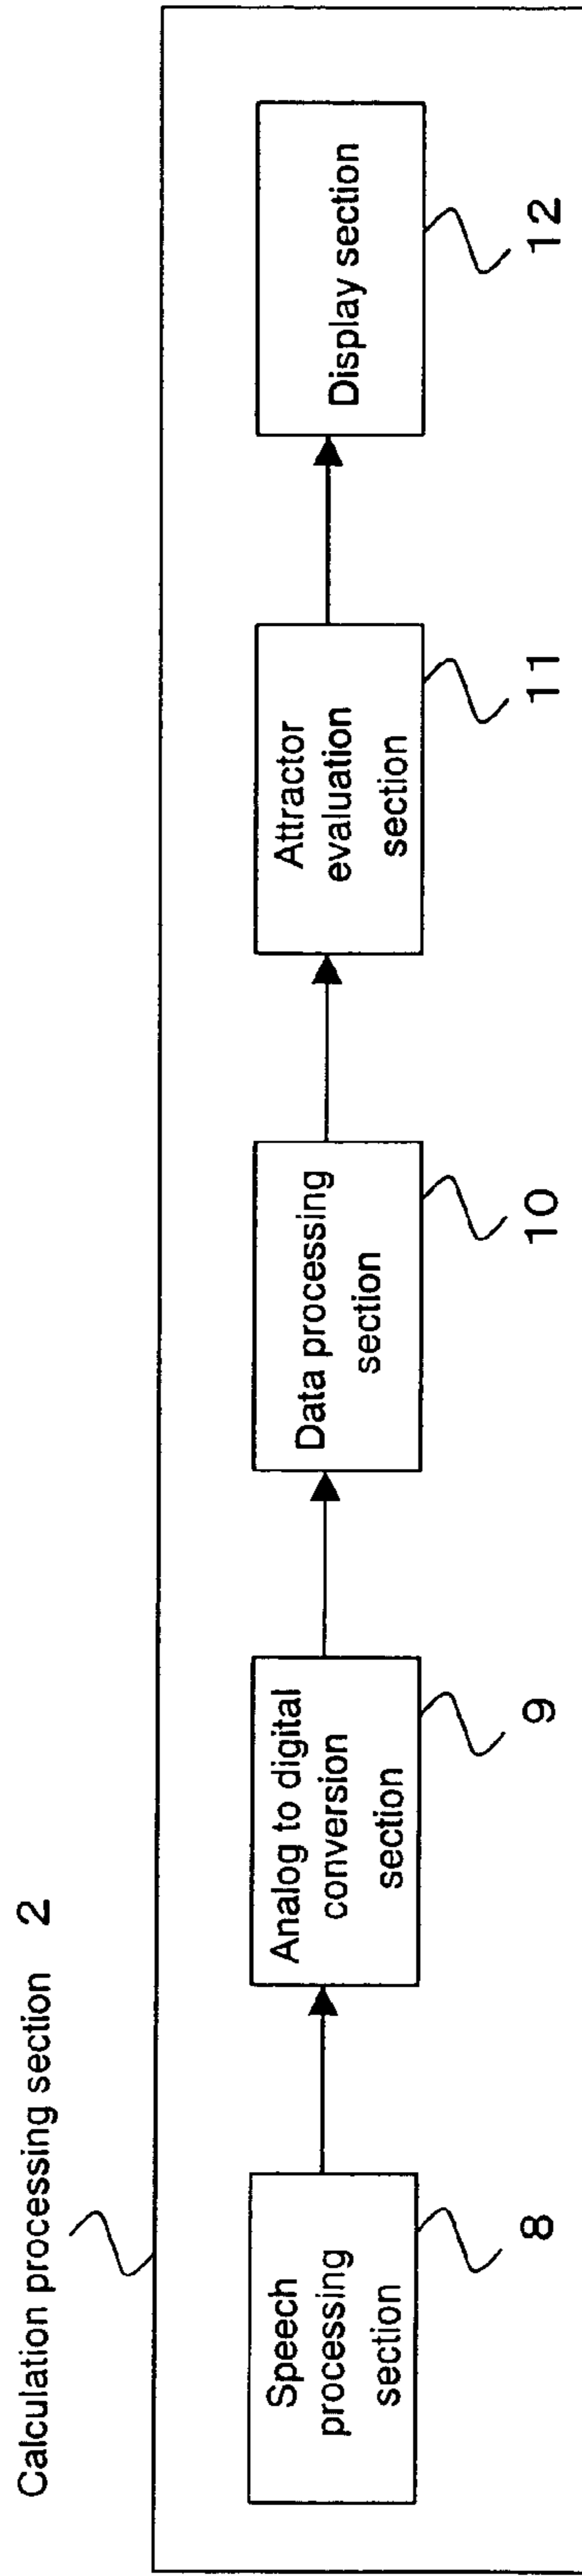 Calculation processing section 2
Speech
processing
section
8
Analog to digital
conversion
section
9
Data processing
section
10
Attractor
evaluation
section
11
Display section
12